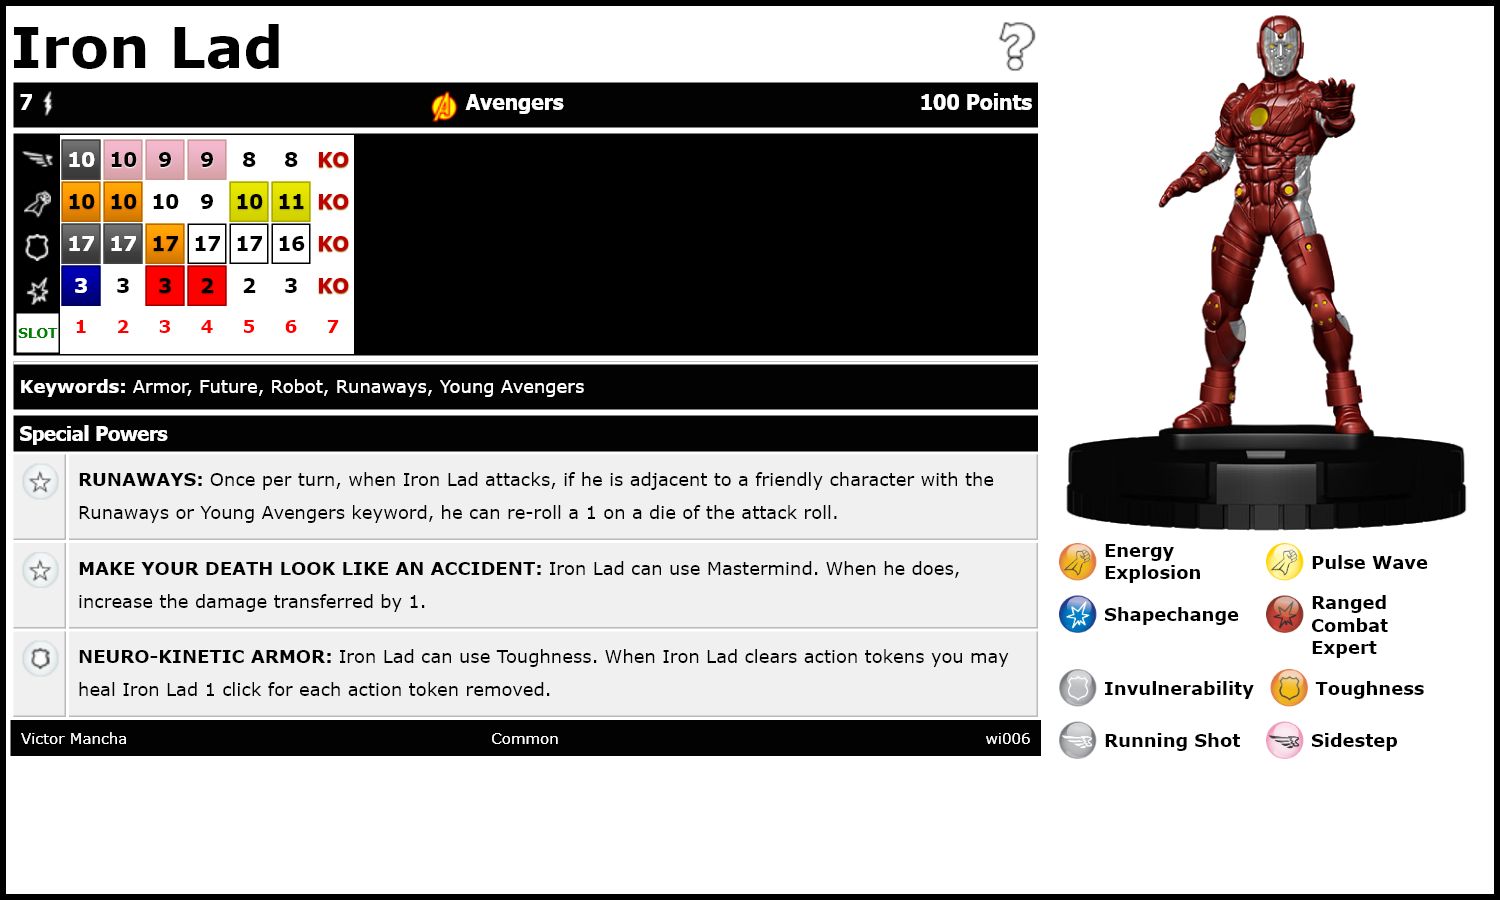 Iron Lad
7 Avengers 100 Points
10 10 9 9 8 8 KO
10 10 10 9 10 11 KO
17 17 17 17 17 16 KO
3 3 3 2 2 3 KO
SLOT 1 2 3 4 5 6 7
Keywords: Armor, Future, Robot, Runaways, Young Avengers
Special Powers
RUNAWAYS: Once per turn, when Iron Lad attacks, if he is adjacent to a friendly character with the
Runaways or Young Avengers keyword, he can re-roll a 1 on a die of the attack roll.
MAKE YOUR DEATH LOOK LIKE AN ACCIDENT: Iron Lad can use Mastermind. When he does,
increase the damage transferred by 1.
NEURO-KINETIC ARMOR: Iron Lad can use Toughness. When Iron Lad clears action tokens you may
heal Iron Lad 1 click for each action token removed.
Victor Mancha Common wi006
Energy
Explosion
Pulse Wave
Shapechange
Ranged
Combat
Expert
Invulnerability
Toughness
Running Shot
Sidestep